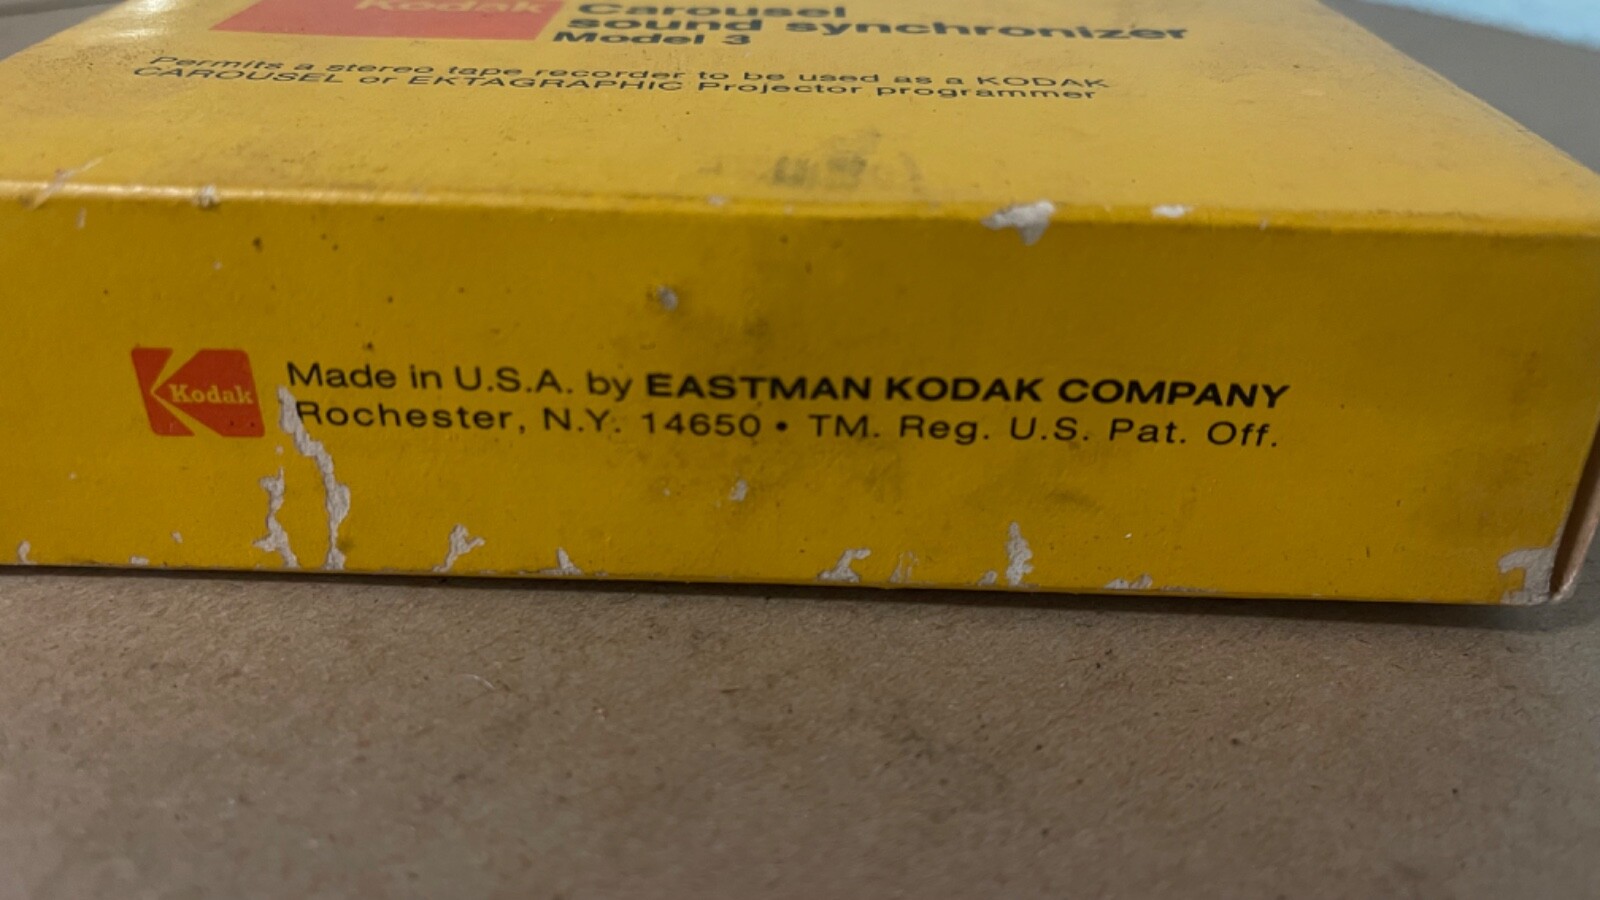 Kodak
Carousel
sound synchronizer
Model 3
Permits a stereo tape recorder to be used as a KODAK
CAROUSEL or EKTAGRAPHIC Projector programmer
Kodak
Made in U.S.A. by EASTMAN KODAK COMPANY
Rochester, N.Y. 14650 • TM. Reg. U.S. Pat. Off.